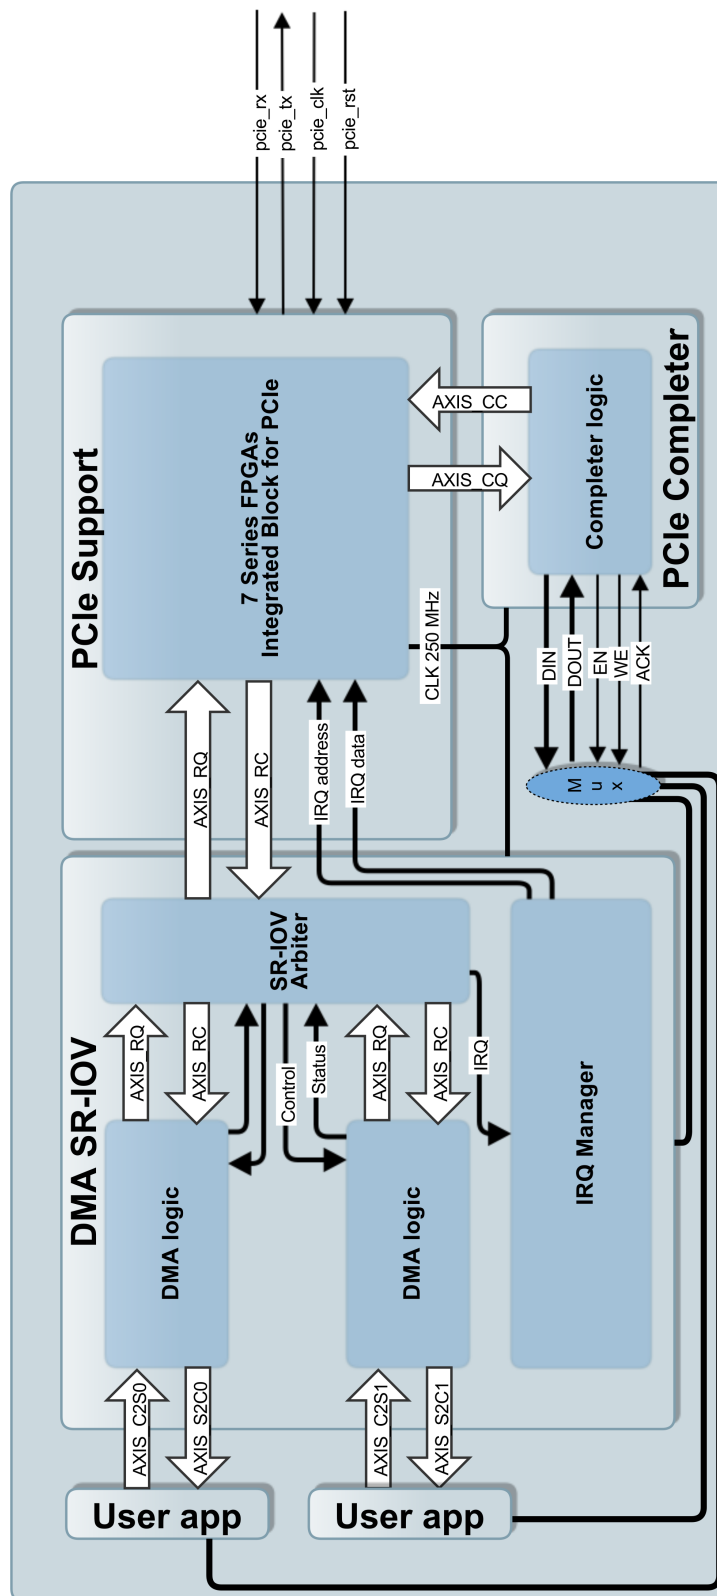 pcie_rx
pcie_tx
pcie_clk
pcie_rst
PCIe Support
7 Series FPGAs
Integrated Block for PCIe
AXIS_CC
AXIS_CQ
Completer logic
PCIe Completer
CLK 250 MHz
DIN
DOUT
EN
WE
ACK
M
u
x
AXIS_RQ
AXIS_RC
IRQ address
IRQ data
DMA SR-IOV
SR-IOV
Arbiter
AXIS_RQ
AXIS_RC
Control
Status
AXIS_RQ
AXIS_RC
IRQ
DMA logic
DMA logic
IRQ Manager
AXIS_C2S0
AXIS_S2C0
AXIS_C2S1
AXIS_S2C1
User app
User app